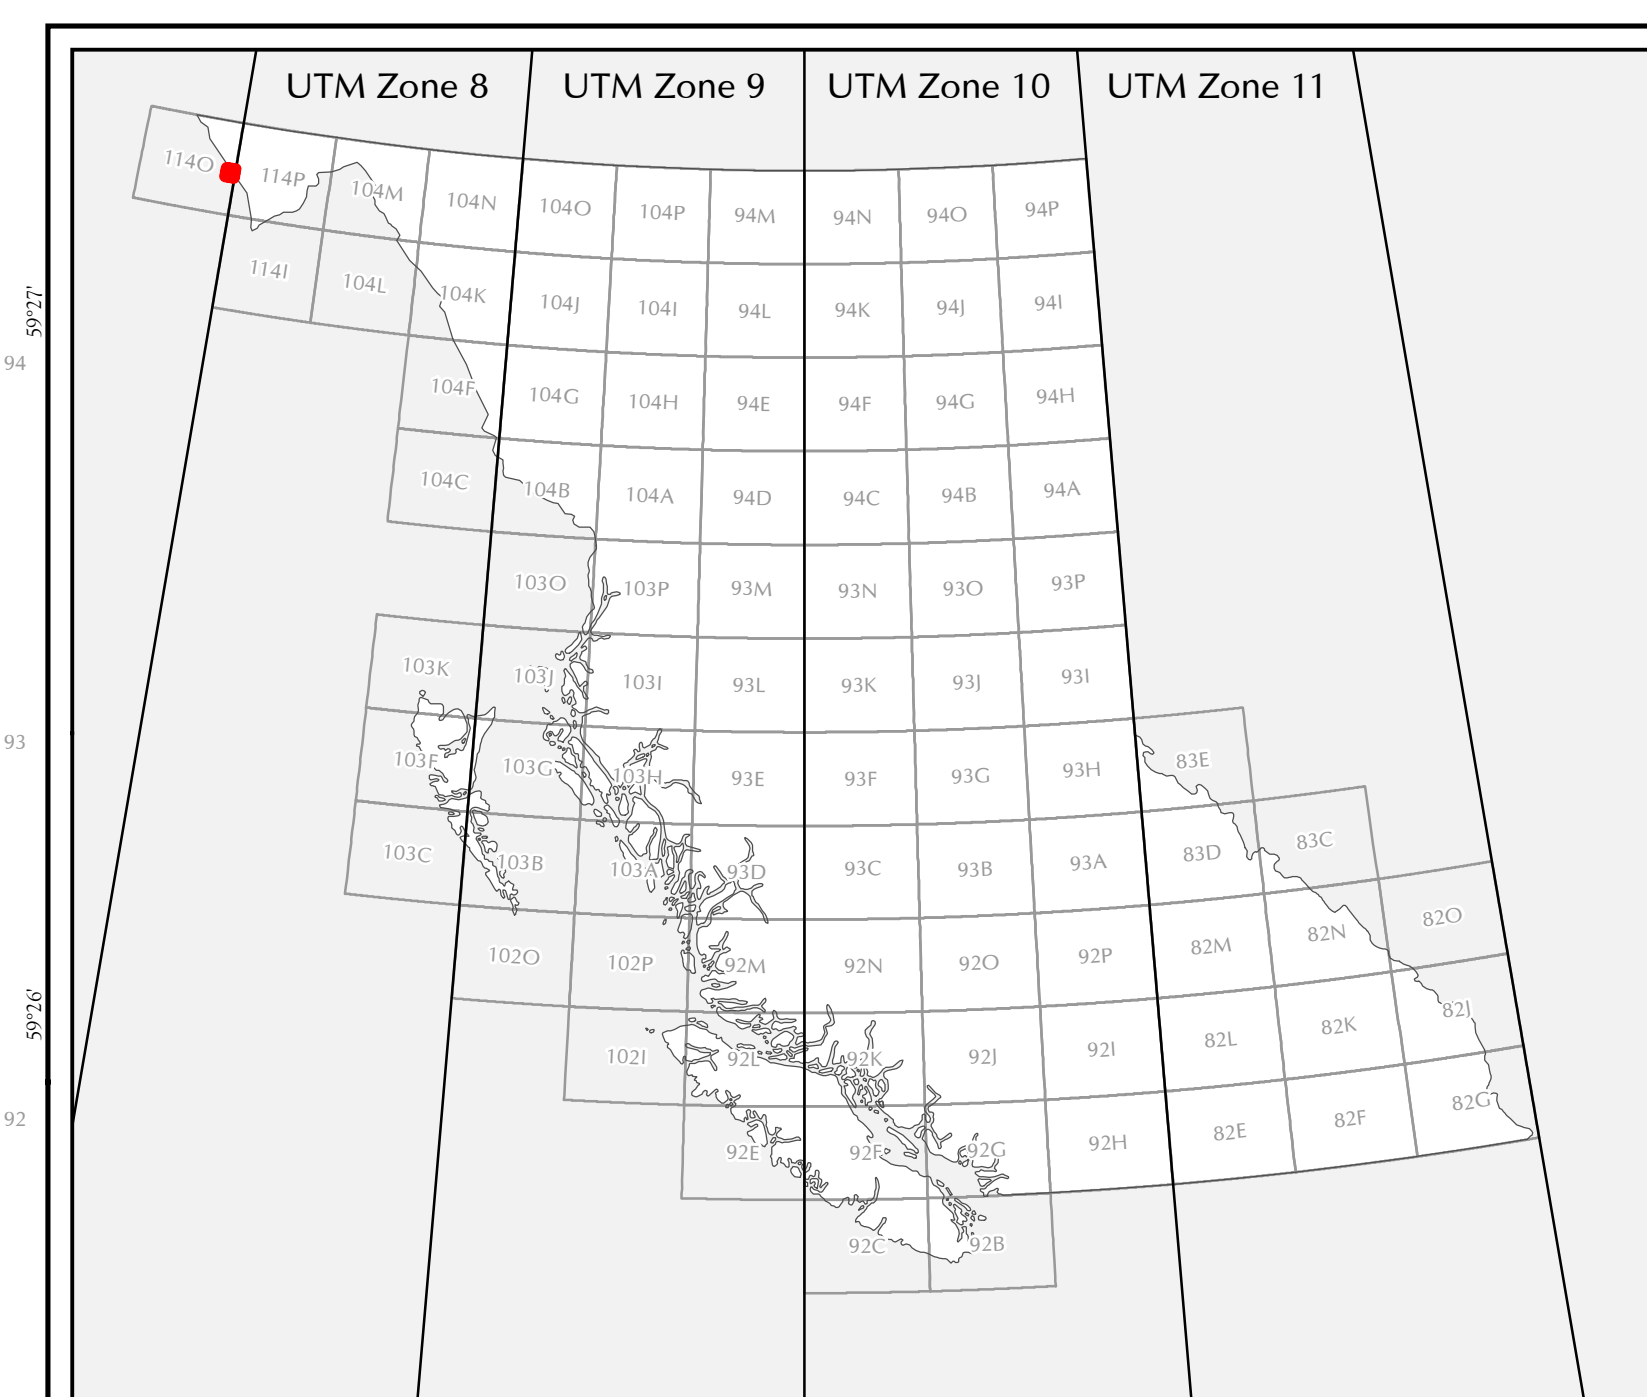 UTM Zone 8 UTM Zone 9 UTM Zone 10 UTM Zone 11
114O 114P 104M 104N 104O 104P 94M 94N 94O 94P
114I 104L 104K 104J 104I 94L 94K 94J 94I
59°27'
94
104F 104G 104H 94E 94F 94G 94H
104C 104B 104A 94D 94C 94B 94A
103O 103P 93M 93N 93O 93P
103K 103J 103I 93L 93K 93J 93I
93
103F 103G 103H 93E 93F 93G 93H 83E
103C 103B 103A 93D 93C 93B 93A 83D 83C
102O 102P 92M 92N 92O 92P 82M 82N 82O
59°26'
102I 92L 92K 92J 92I 82L 82K 82J
92
92E 92F 92G 92H 82E 82F 82G
92C 92B